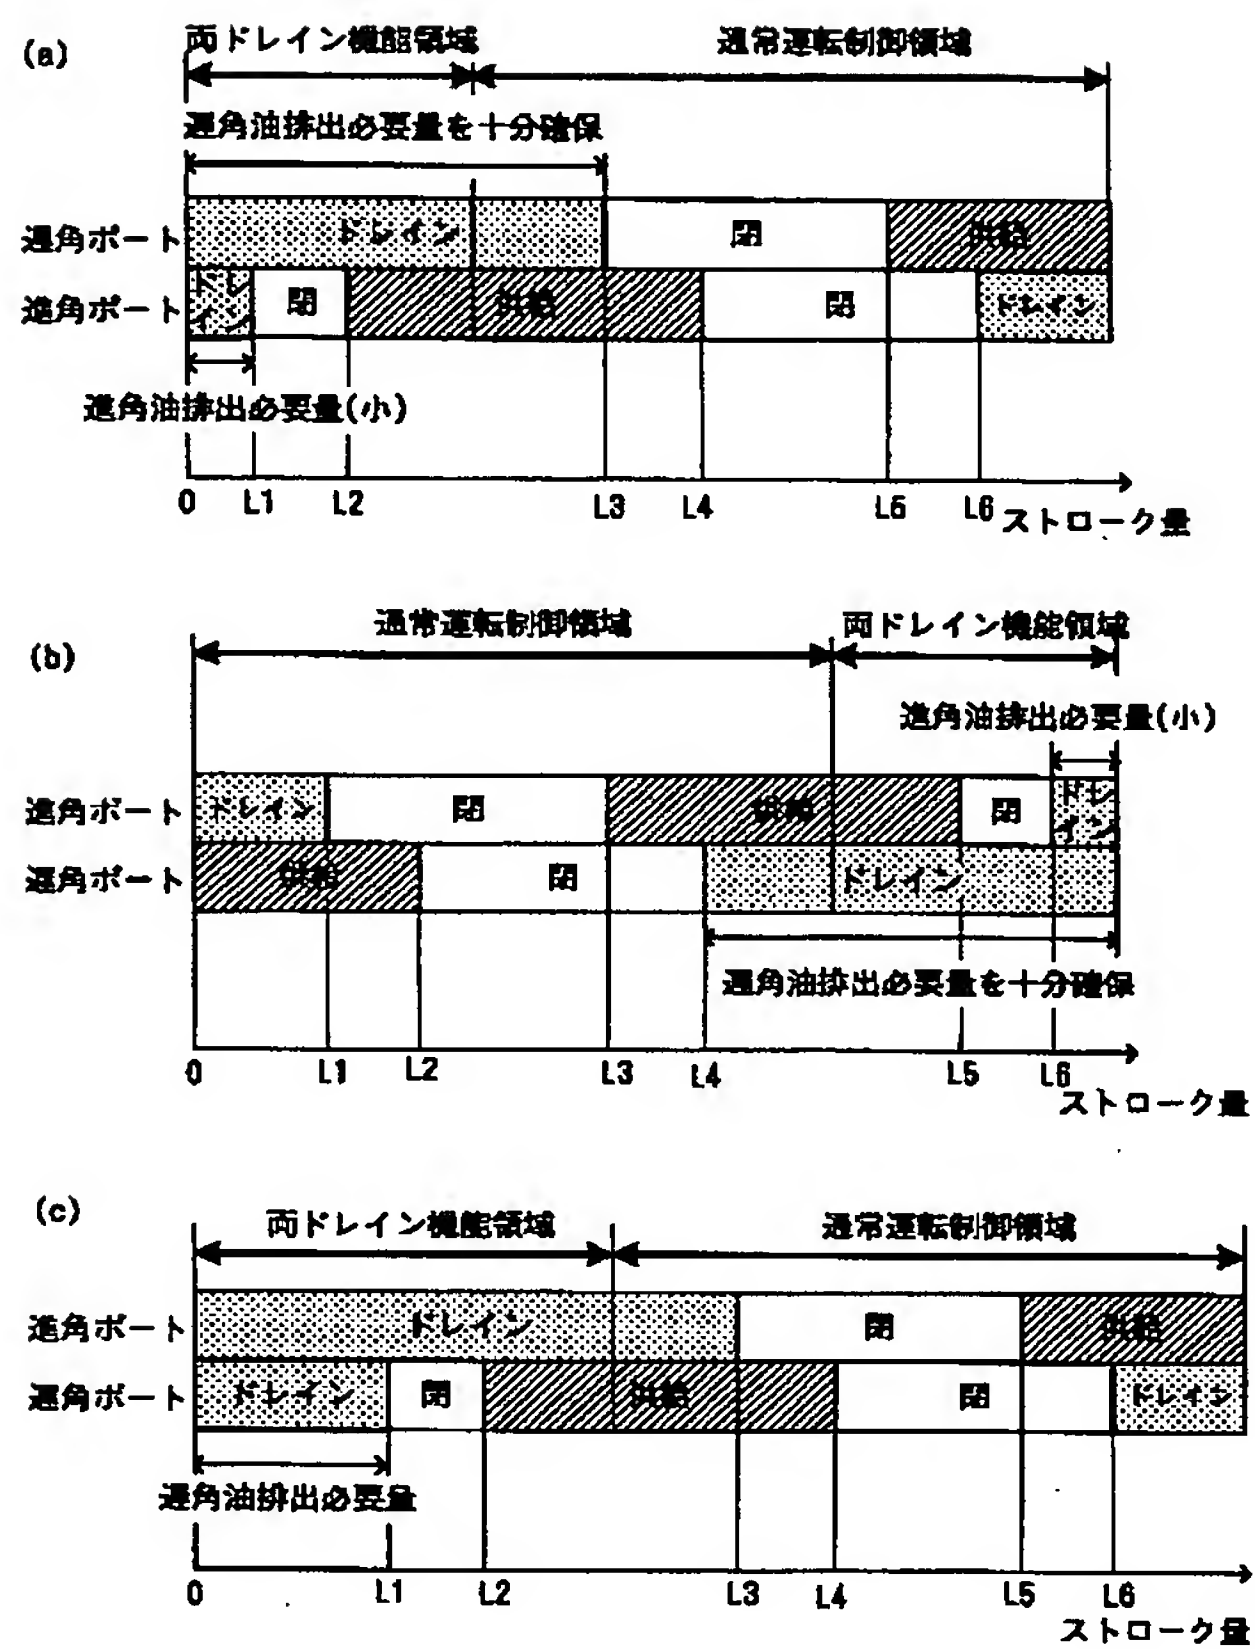 (a)
両ドレイン機能領域 通常運転制御領域
遅角油排出必要量を十分確保
遅角ポート ドレイン 閉 供給
進角ポート ドレイン 閉 供給 閉 ドレイン
進角油排出必要量(小)
0 L1 L2 L3 L4 L5 L6
ストローク量
(b)
通常運転制御領域 両ドレイン機能領域
進角油排出必要量(小)
進角ポート ドレイン 閉 供給 閉 ドレイン
遅角ポート 供給 閉 ドレイン
遅角油排出必要量を十分確保
0 L1 L2 L3 L4 L5 L6
ストローク量
(c)
両ドレイン機能領域 通常運転制御領域
進角ポート ドレイン 閉 供給
遅角ポート ドレイン 閉 供給 閉 ドレイン
遅角油排出必要量
0 L1 L2 L3 L4 L5 L6
ストローク量